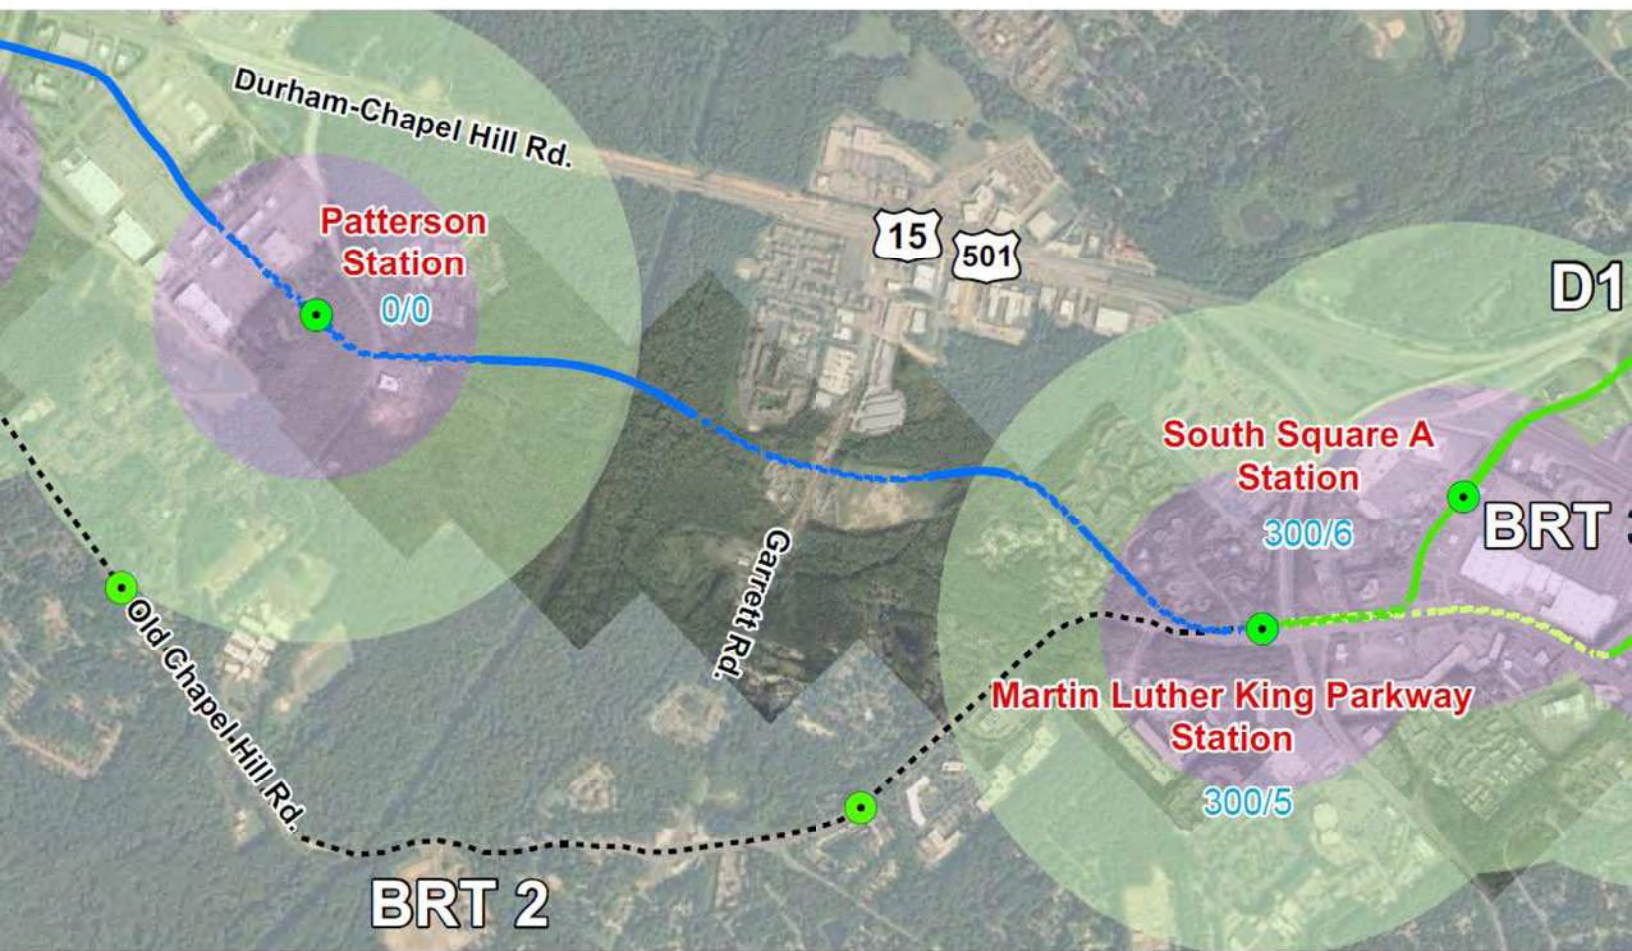 Durham-Chapel Hill Rd.
Patterson
Station
0/0
15
501
D1
South Square A
Station
300/6
BRT
Garrett Rd.
Old Chapel Hill Rd.
Martin Luther King Parkway
Station
300/5
BRT 2